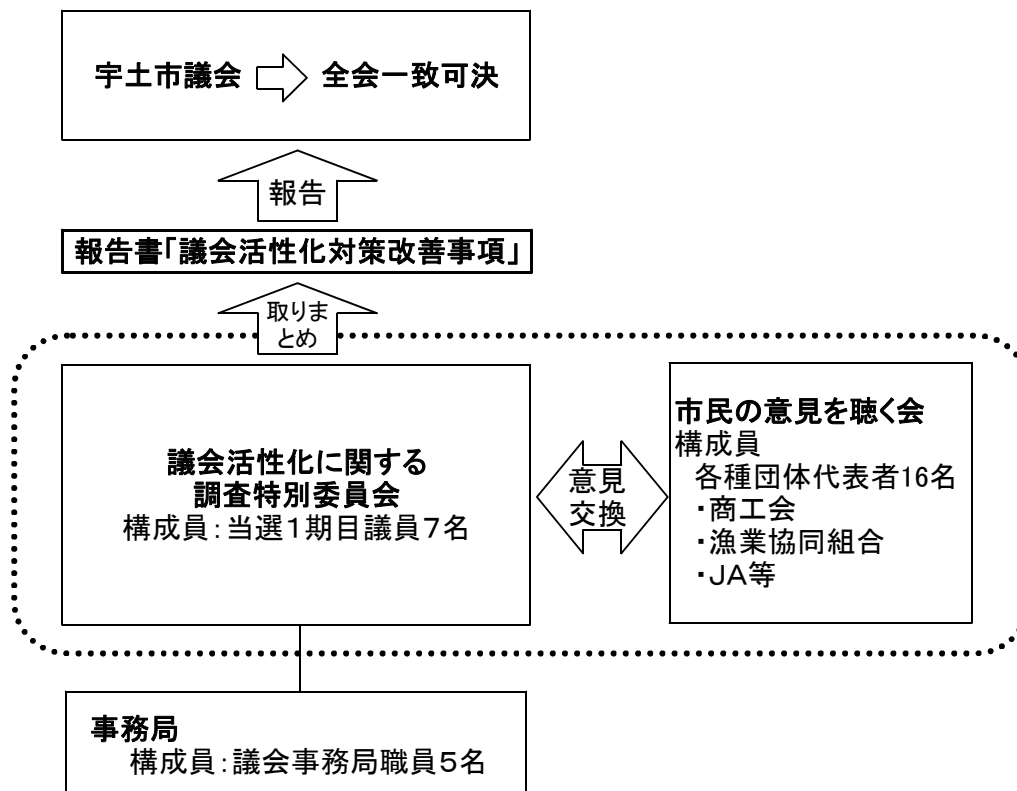 宇土市議会 全会一致可決
報告
報告書｢議会活性化対策改善事項｣
取りま
とめ
議会活性化に関する
調査特別委員会
構成員：当選１期目議員７名
意見
交換
市民の意見を聴く会
構成員
各種団体代表者16名
・商工会
・漁業協同組合
・JA等
事務局
構成員：議会事務局職員５名